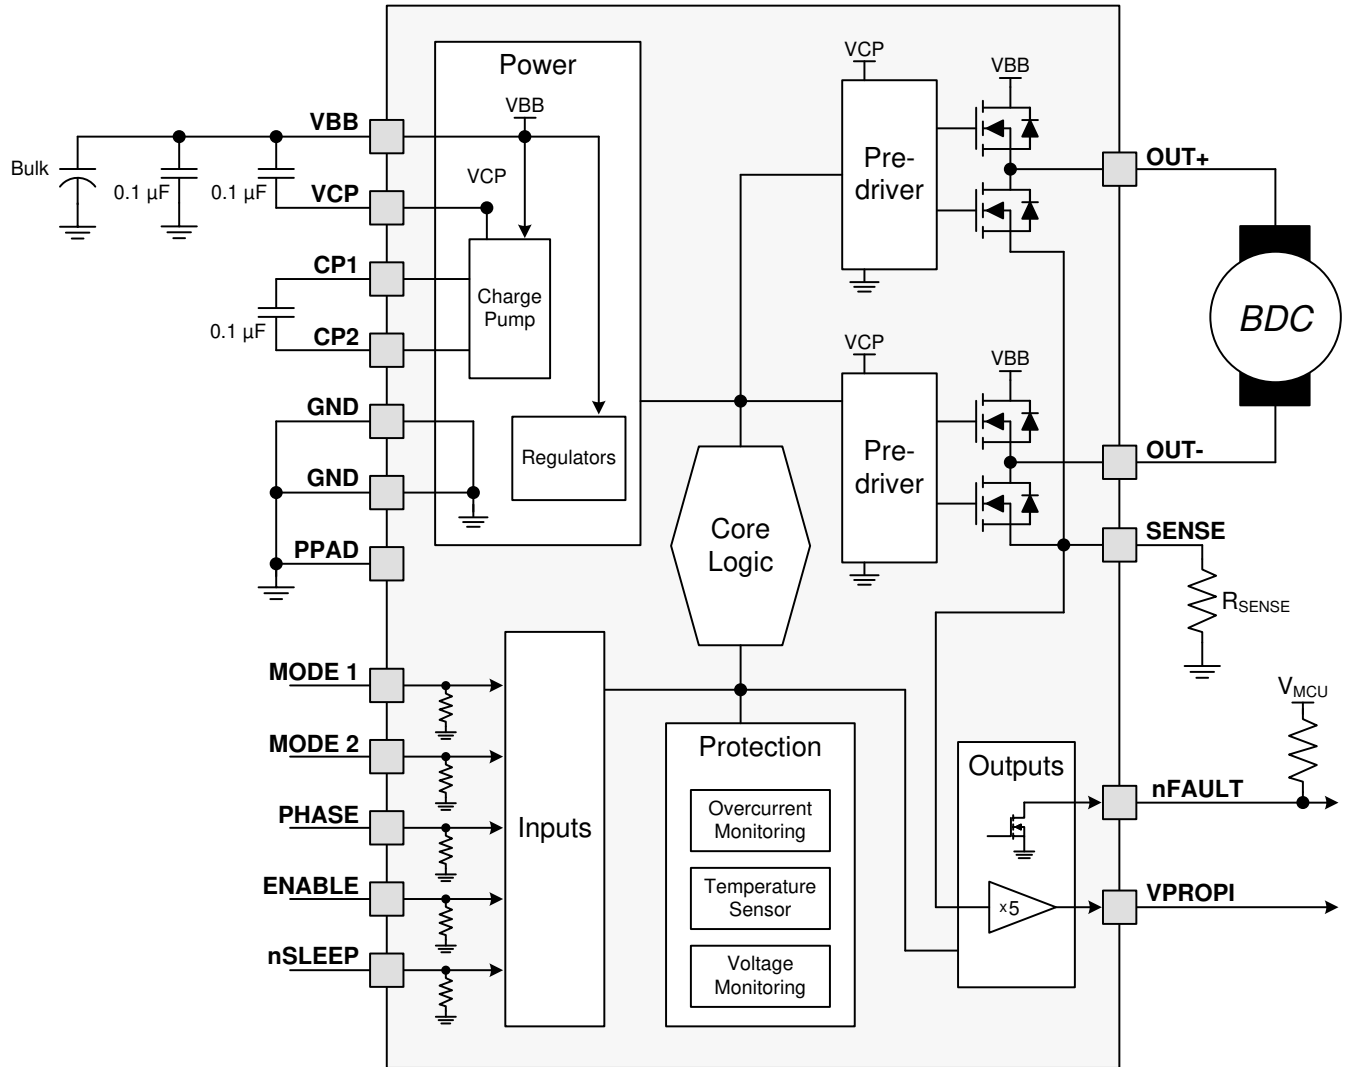 Power
VBB
VCP
VBB
Bulk
0.1 µF
0.1 µF
VCP
CP1
0.1 µF
CP2
Charge
Pump
GND
GND
PPAD
Regulators
VCP
VBB
Pre-
driver
OUT+
BDC
VCP
VBB
Pre-
driver
OUT-
SENSE
RSENSE
Core
Logic
MODE 1
MODE 2
PHASE
ENABLE
nSLEEP
Inputs
Protection
Overcurrent
Monitoring
Temperature
Sensor
Voltage
Monitoring
Outputs
x5
VMCU
nFAULT
VPROPI